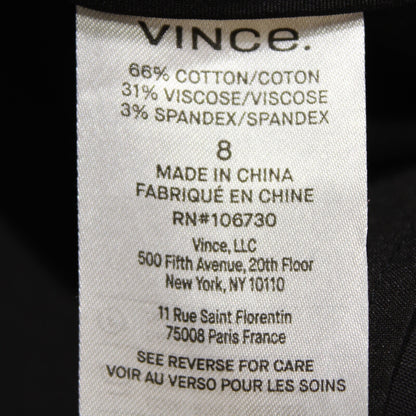 VINCe.
66% COTTON/COTON
31% VISCOSE/VISCOSE
3% SPANDEX/SPANDEX
8
MADE IN CHINA
FABRIQUÉ EN CHINE
RN#106730
Vince, LLC
500 Fifth Avenue, 20th Floor
New York, NY 10110
11 Rue Saint Florentin
75008 Paris France
SEE REVERSE FOR CARE
VOIR AU VERSO POUR LES SOINS